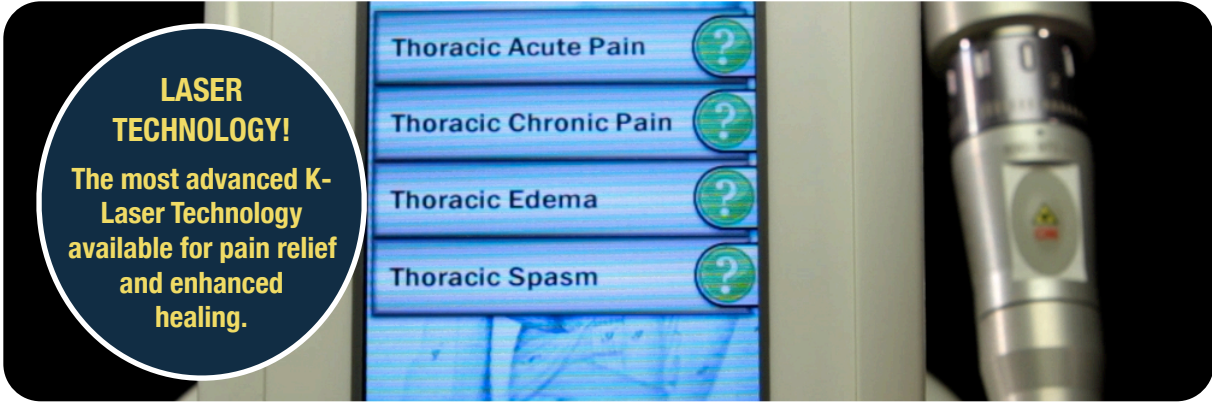 LASER
TECHNOLOGY!
The most advanced K-
Laser Technology
available for pain relief
and enhanced
healing.
Thoracic Acute Pain
?
Thoracic Chronic Pain
?
Thoracic Edema
?
Thoracic Spasm
?